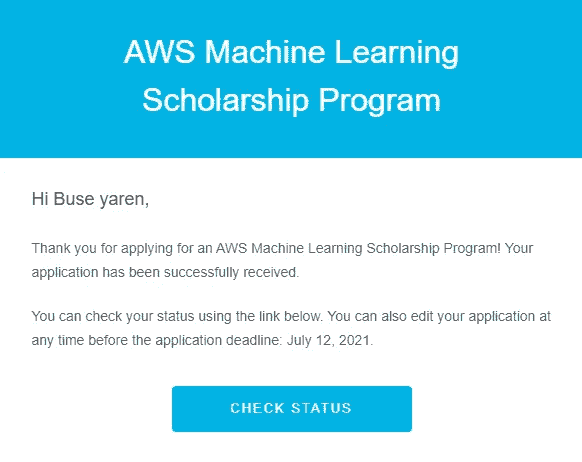 AWS Machine Learning
Scholarship Program
Hi Buse yaren,
Thank you for applying for an AWS Machine Learning Scholarship Program! Your
application has been successfully received.
You can check your status using the link below. You can also edit your application at
any time before the application deadline: July 12, 2021.
CHECK STATUS